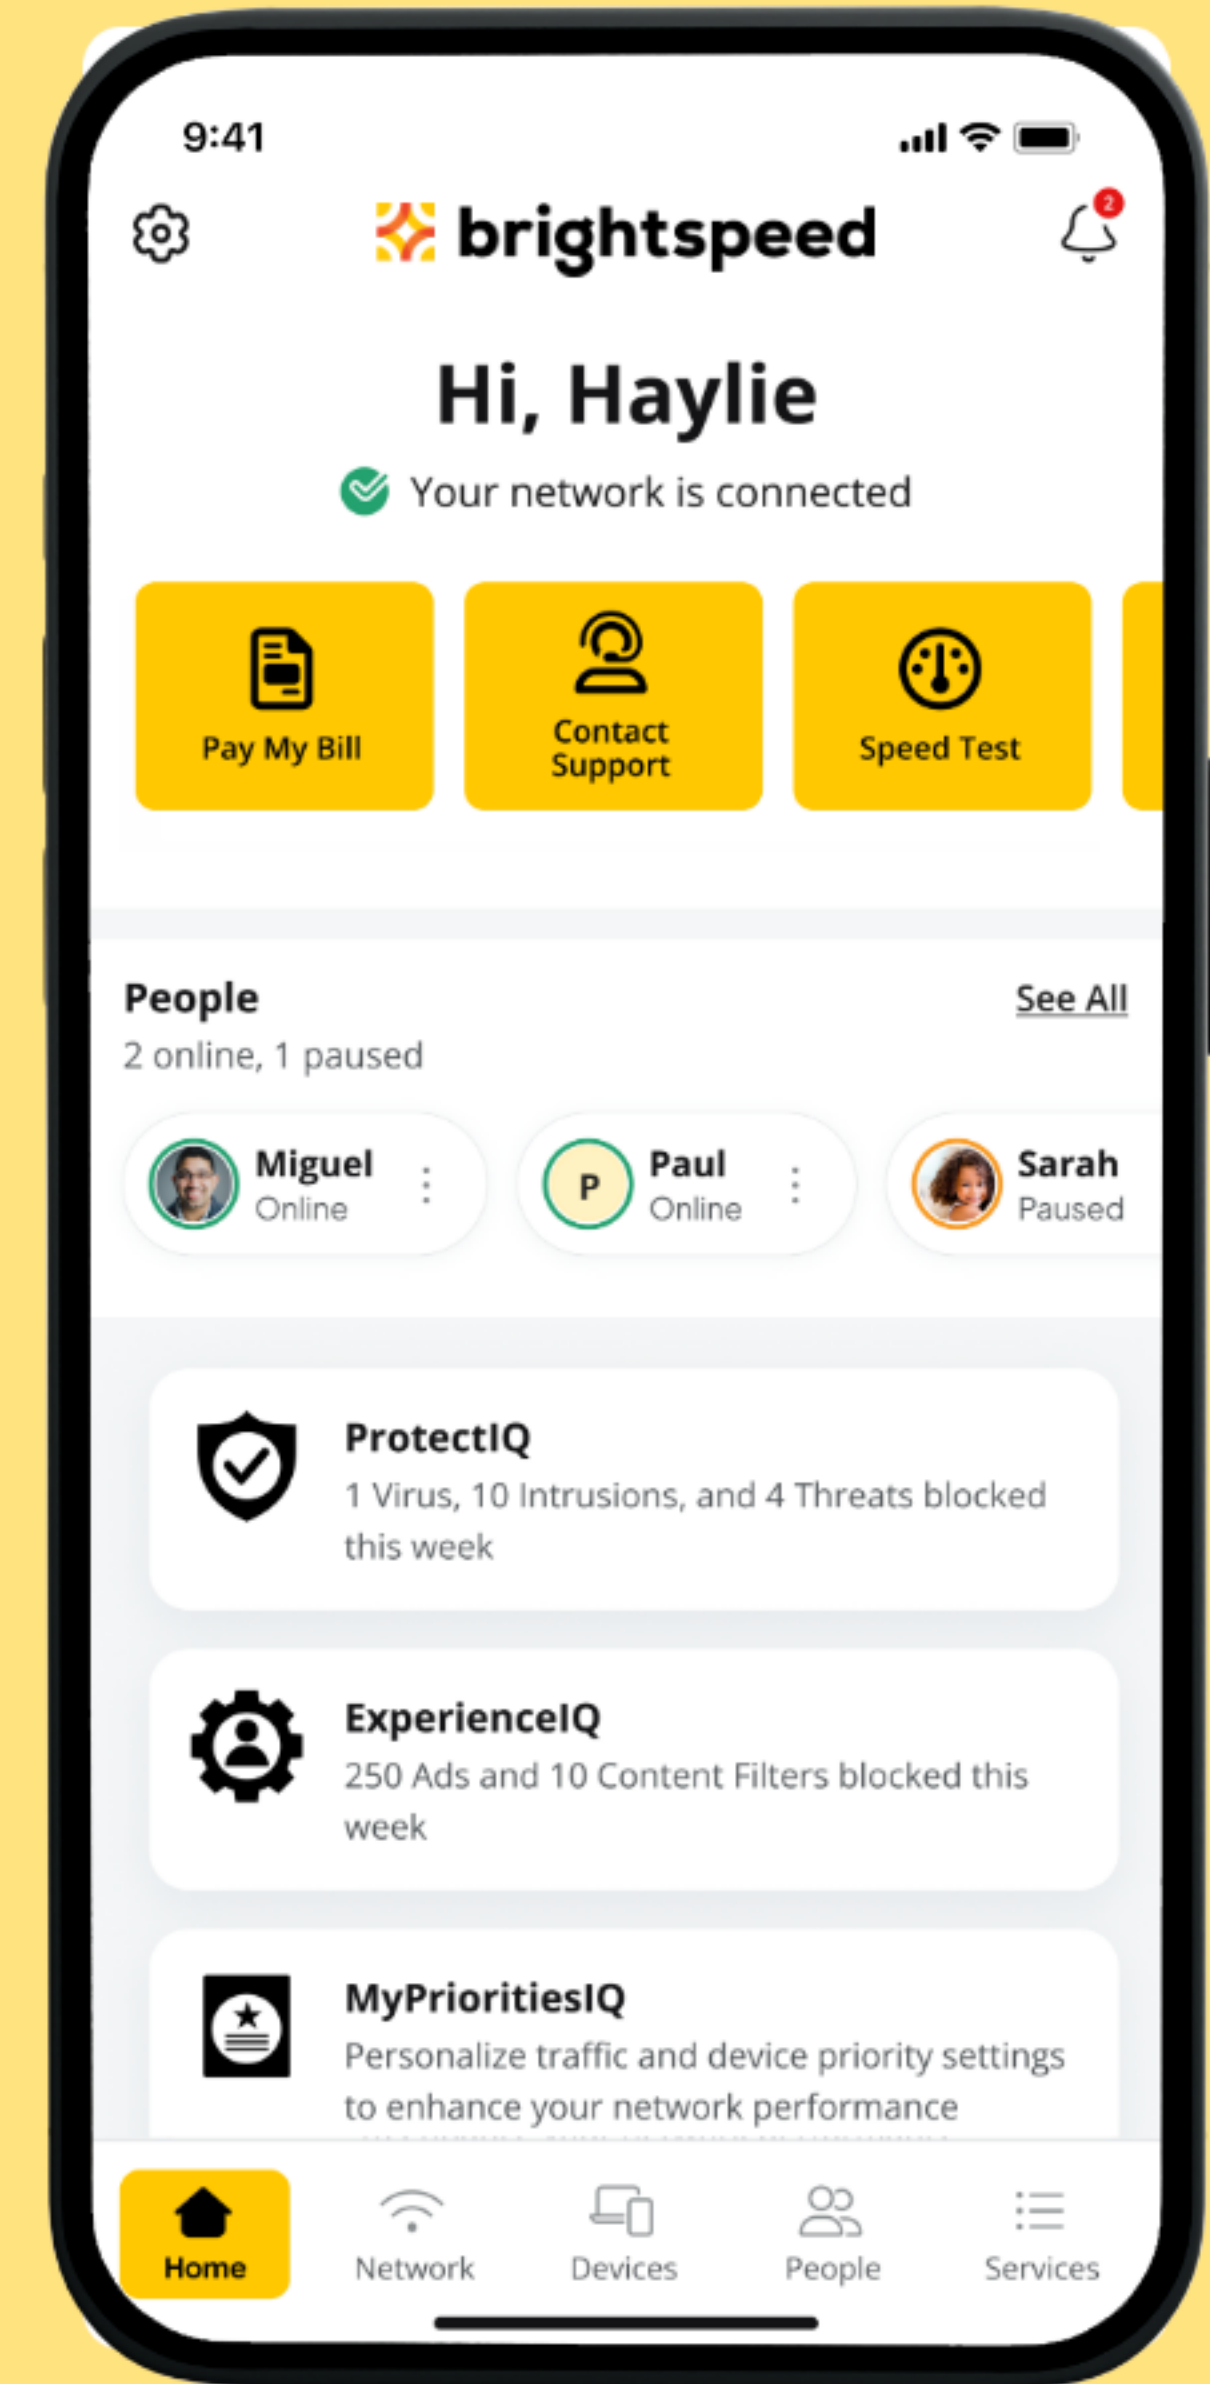 9:41
brightspeed
2
Hi, Haylie
Your network is connected
Pay My Bill
Contact
Support
Speed Test
People
See All
2 online, 1 paused
Miguel
Online
P
Paul
Online
Sarah
Paused
ProtectIQ
1 Virus, 10 Intrusions, and 4 Threats blocked
this week
ExperienceIQ
250 Ads and 10 Content Filters blocked this
week
MyPrioritiesIQ
Personalize traffic and device priority settings
to enhance your network performance
Home
Network
Devices
People
Services